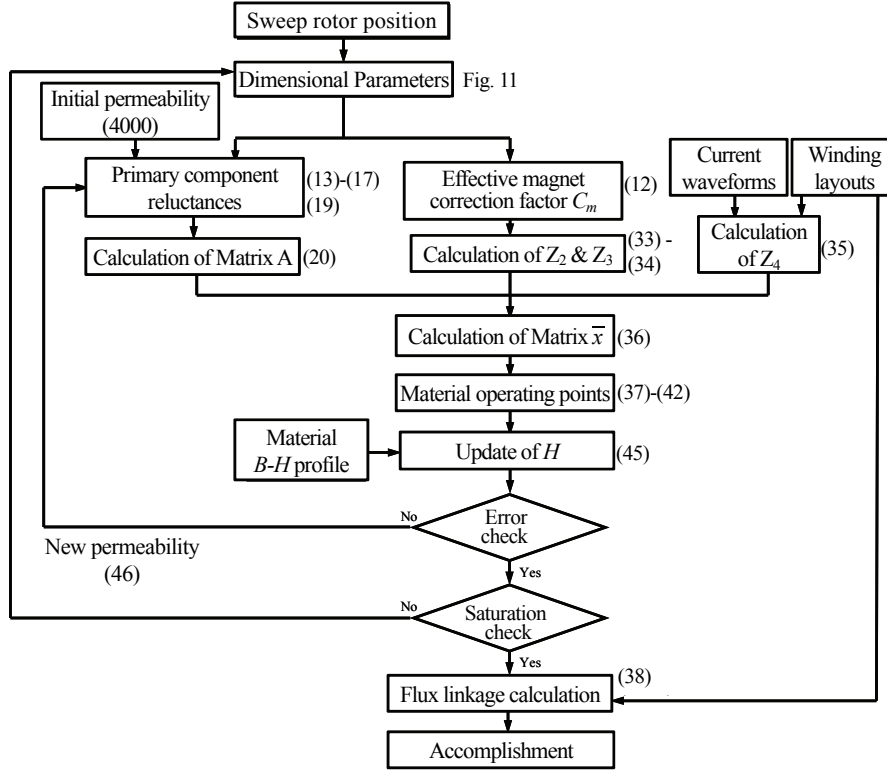 Sweep rotor position
Dimensional Parameters
Fig. 11
Initial permeability
(4000)
Primary component
reluctances
(13)-(17)
(19)
Effective magnet
correction factor Cm
(12)
Current
waveforms
Winding
layouts
Calculation of Matrix A
(20)
Calculation of Z2 & Z3
(33) -
(34)
Calculation
of Z4
(35)
Calculation of Matrix x̅
(36)
Material operating points
(37)-(42)
Material
B-H profile
Update of H
(45)
No
Error
check
New permeability
(46)
Yes
No
Saturation
check
Yes
Flux linkage calculation
(38)
Accomplishment